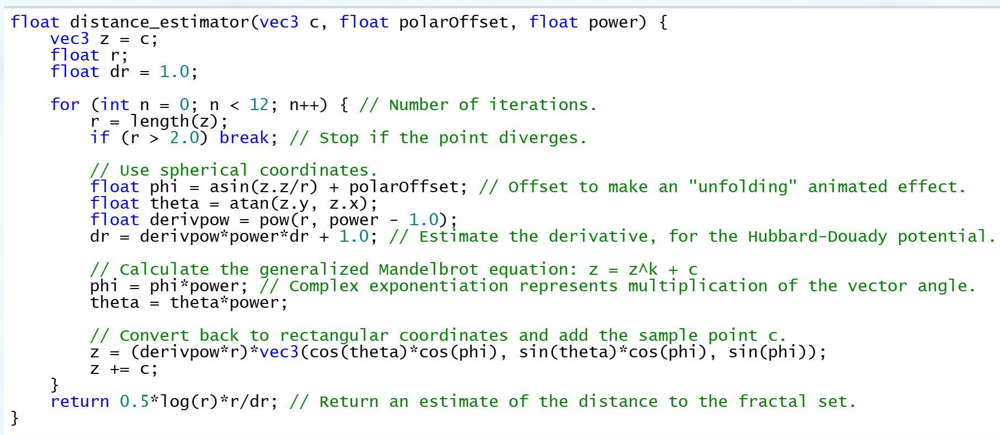 float distance_estimator(vec3 c, float polarOffset, float power) {
    vec3 z = c;
    float r;
    float dr = 1.0;

    for (int n = 0; n < 12; n++) { // Number of iterations.
        r = length(z);
        if (r > 2.0) break; // Stop if the point diverges.

        // Use spherical coordinates.
        float phi = asin(z.z/r) + polarOffset; // Offset to make an "unfolding" animated effect.
        float theta = atan(z.y, z.x);
        float derivpow = pow(r, power - 1.0);
        dr = derivpow*power*dr + 1.0; // Estimate the derivative, for the Hubbard-Douady potential.

        // Calculate the generalized Mandelbrot equation: z = z^k + c
        phi = phi*power; // Complex exponentiation represents multiplication of the vector angle.
        theta = theta*power;

        // Convert back to rectangular coordinates and add the sample point c.
        z = (derivpow*r)*vec3(cos(theta)*cos(phi), sin(theta)*cos(phi), sin(phi));
        z += c;
    }
    return 0.5*log(r)*r/dr; // Return an estimate of the distance to the fractal set.
}